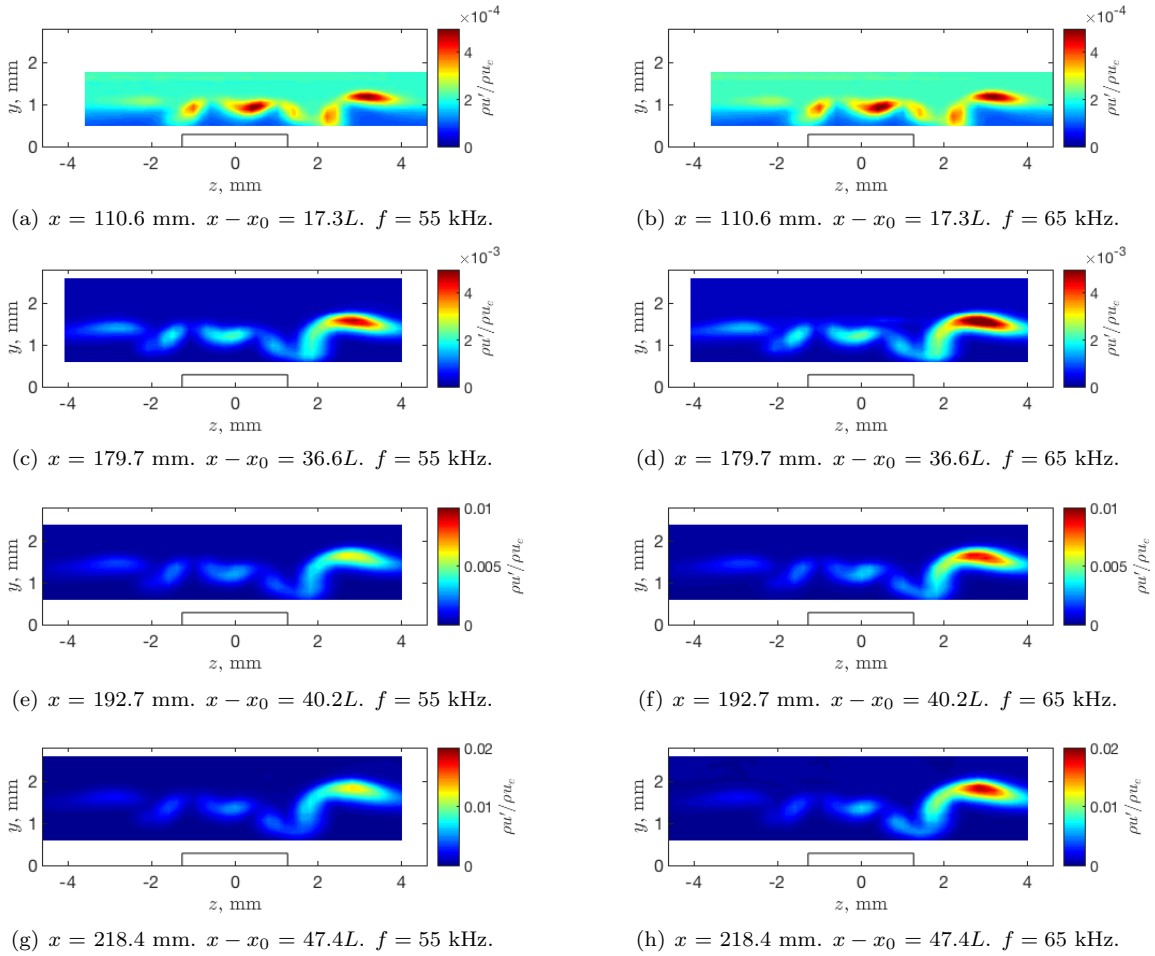 ×10⁻⁴ ×10⁻⁴
2 4 2 4
y, mm 1 2 ρu′/ρuₑ y, mm 1 2 ρu′/ρuₑ
0 0 0 0
-4 -2 0 2 4 -4 -2 0 2 4
z, mm z, mm
(a) x = 110.6 mm. x − x₀ = 17.3L. f = 55 kHz. (b) x = 110.6 mm. x − x₀ = 17.3L. f = 65 kHz.
×10⁻³ ×10⁻³
2 4 2 4
y, mm 1 2 ρu′/ρuₑ y, mm 1 2 ρu′/ρuₑ
0 0 0 0
-4 -2 0 2 4 -4 -2 0 2 4
z, mm z, mm
(c) x = 179.7 mm. x − x₀ = 36.6L. f = 55 kHz. (d) x = 179.7 mm. x − x₀ = 36.6L. f = 65 kHz.
0.01 0.01
2 2
y, mm 1 0.005 ρu′/ρuₑ y, mm 1 0.005 ρu′/ρuₑ
0 0 0 0
-4 -2 0 2 4 -4 -2 0 2 4
z, mm z, mm
(e) x = 192.7 mm. x − x₀ = 40.2L. f = 55 kHz. (f) x = 192.7 mm. x − x₀ = 40.2L. f = 65 kHz.
0.02 0.02
2 2
y, mm 1 0.01 ρu′/ρuₑ y, mm 1 0.01 ρu′/ρuₑ
0 0 0 0
-4 -2 0 2 4 -4 -2 0 2 4
z, mm z, mm
(g) x = 218.4 mm. x − x₀ = 47.4L. f = 55 kHz. (h) x = 218.4 mm. x − x₀ = 47.4L. f = 65 kHz.